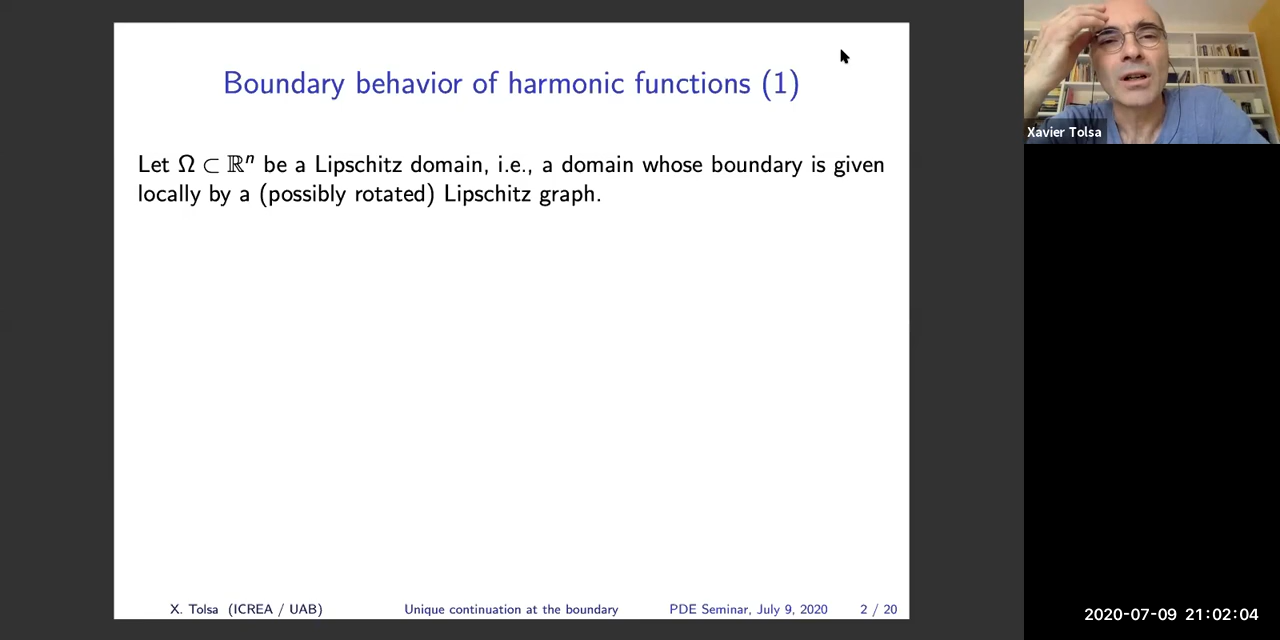 Boundary behavior of harmonic functions (1)
Let Ω ⊂ ℝⁿ be a Lipschitz domain, i.e., a domain whose boundary is given
locally by a (possibly rotated) Lipschitz graph.
X. Tolsa (ICREA / UAB) Unique continuation at the boundary PDE Seminar, July 9, 2020 2 / 20
Xavier Tolsa
2020-07-09 21:02:04